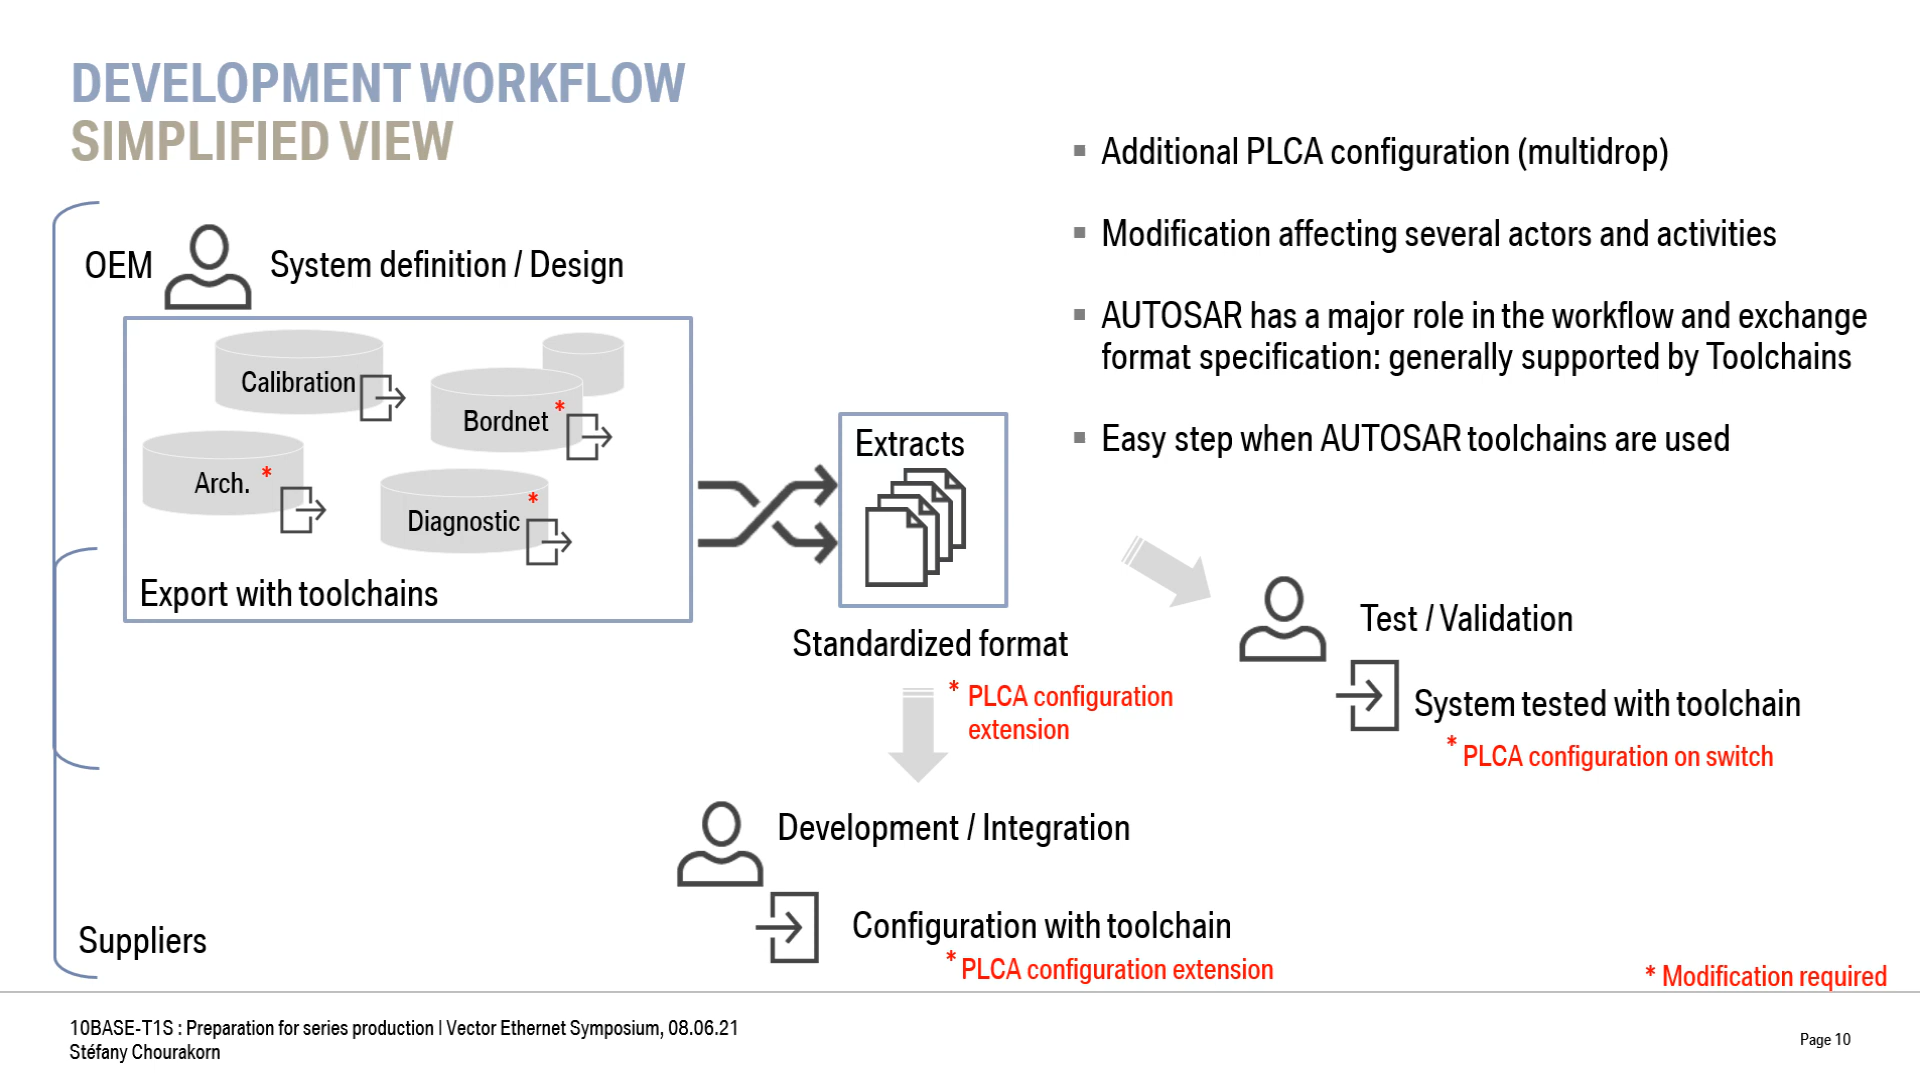 DEVELOPMENT WORKFLOW
SIMPLIFIED VIEW
▪ Additional PLCA configuration (multidrop)
▪ Modification affecting several actors and activities
▪ AUTOSAR has a major role in the workflow and exchange
format specification: generally supported by Toolchains
▪ Easy step when AUTOSAR toolchains are used
OEM
System definition / Design
Calibration
Bordnet *
Arch. *
Diagnostic *
Export with toolchains
Extracts
Standardized format
* PLCA configuration
extension
Test / Validation
System tested with toolchain
* PLCA configuration on switch
Development / Integration
Configuration with toolchain
* PLCA configuration extension
Suppliers
* Modification required
10BASE-T1S : Preparation for series production | Vector Ethernet Symposium, 08.06.21
Stéfany Chourakorn
Page 10